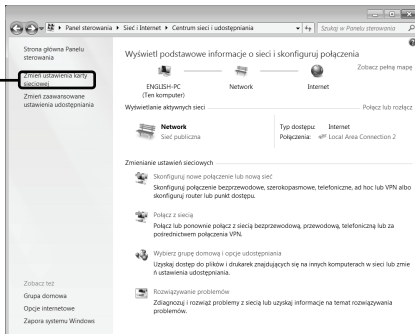 Panel sterowania ▸ Sieć i Internet ▸ Centrum sieci i udostępniania
Szukaj w Panelu sterowania
Strona główna Panelu
sterowania
Zmień ustawienia karty
sieciowej
Zmień zaawansowane
ustawienia udostępniania
Wyświetl podstawowe informacje o sieci i skonfiguruj połączenia
Zobacz pełną mapę
ENGLISH-PC
(Ten komputer)
Network
Internet
Wyświetlanie aktywnych sieci
Połącz lub rozłącz
Network
Sieć publiczna
Typ dostępu: Internet
Połączenia: Local Area Connection 2
Zmienianie ustawień sieciowych
Skonfiguruj nowe połączenie lub nową sieć
Skonfiguruj połączenie bezprzewodowe, szerokopasmowe, telefoniczne, ad hoc lub VPN albo
skonfiguruj router lub punkt dostępu.
Połącz z siecią
Połącz lub ponownie połącz z siecią bezprzewodową, przewodową, telefoniczną lub za
pośrednictwem połączenia VPN.
Wybierz grupę domową i opcje udostępniania
Uzyskaj dostęp do plików i drukarek znajdujących się na innych komputerach w sieci lub zmie
ń ustawienia udostępniania.
Rozwiązywanie problemów
Zdiagnozuj i rozwiąż problemy z siecią lub uzyskaj informacje na temat rozwiązywania
problemów.
Zobacz też
Grupa domowa
Opcje internetowe
Zapora systemu Windows